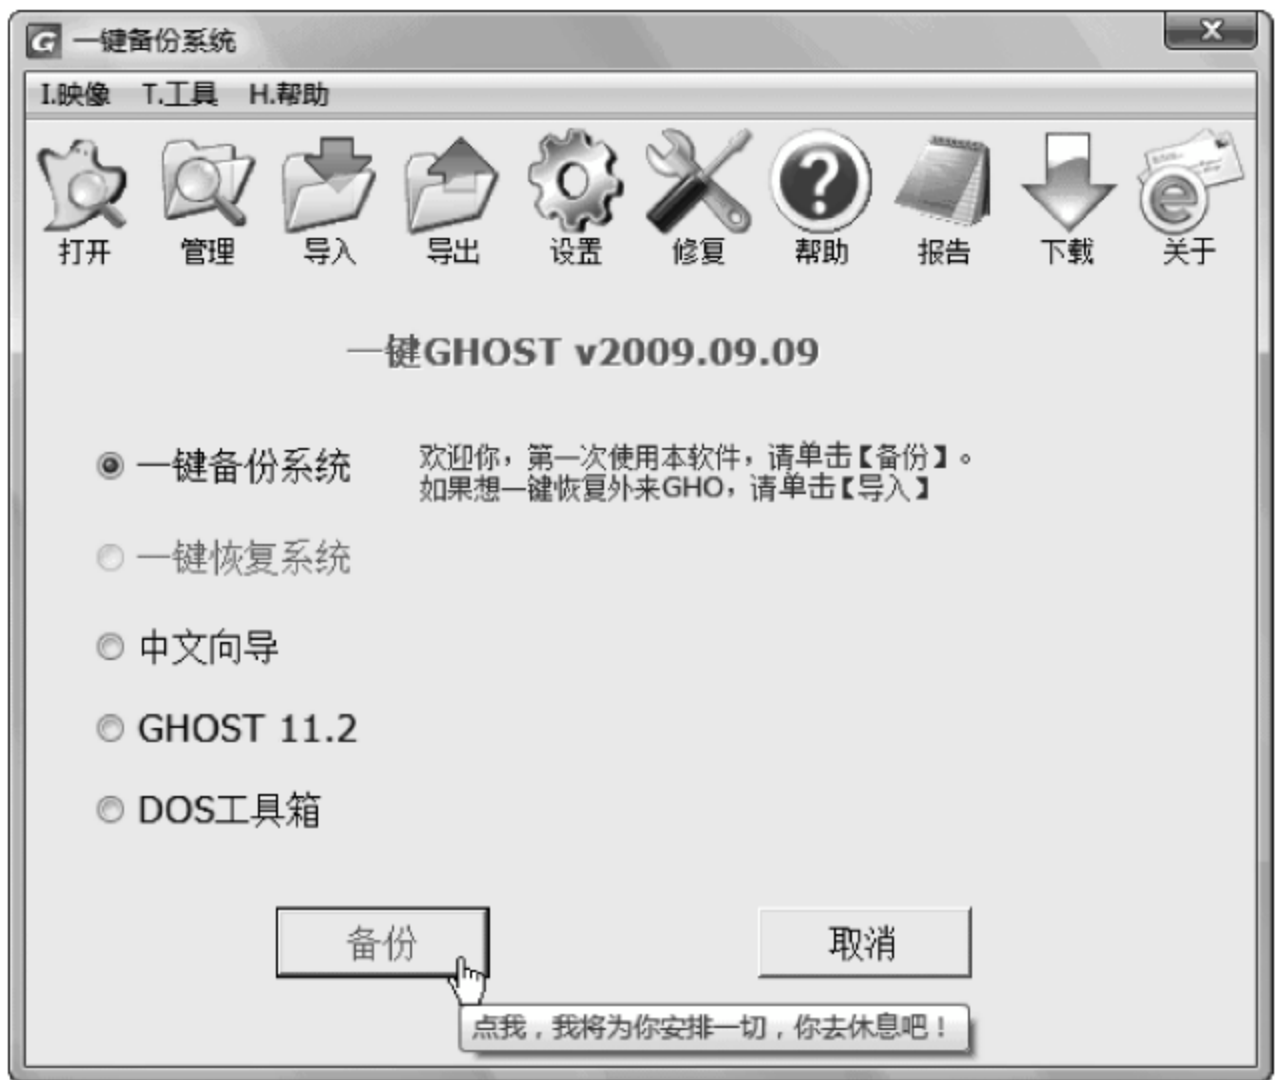 一键备份系统
I.映像 T.工具 H.帮助
打开 管理 导入 导出 设置 修复 帮助 报告 下载 关于
一键GHOST v2009.09.09
一键备份系统
欢迎你，第一次使用本软件，请单击【备份】。
如果想一键恢复外来GHO，请单击【导入】
一键恢复系统
中文向导
GHOST 11.2
DOS工具箱
备份 取消
点我，我将为你安排一切，你去休息吧！